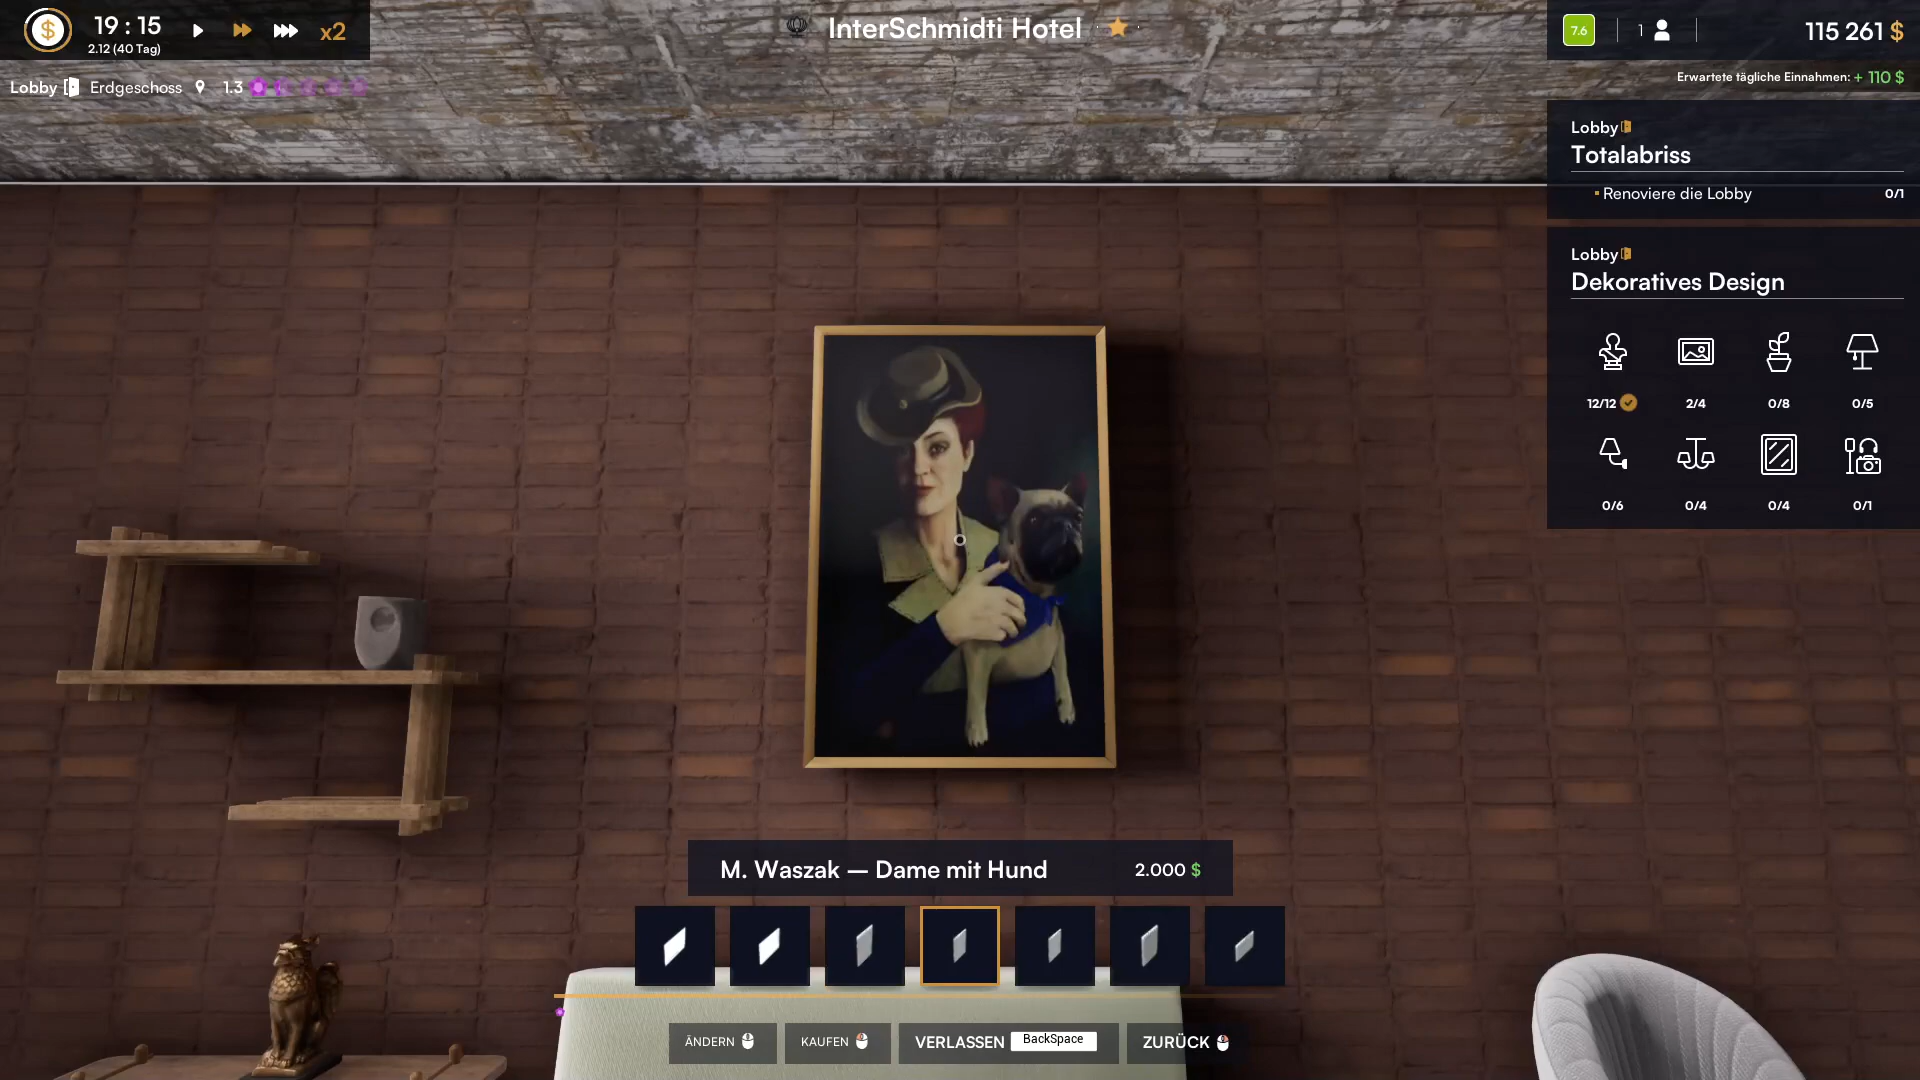 19 : 15
2.12 (40 Tag)
x2
InterSchmidti Hotel
7.6
1
115 261 $
Erwartete tägliche Einnahmen: + 110 $
Lobby Erdgeschoss 1.3
Lobby
Totalabriss
Renoviere die Lobby 0/1
Lobby
Dekoratives Design
12/12 2/4 0/8 0/5
0/6 0/4 0/4 0/1
M. Waszak — Dame mit Hund 2.000 $
ÄNDERN KAUFEN VERLASSEN BackSpace ZURÜCK